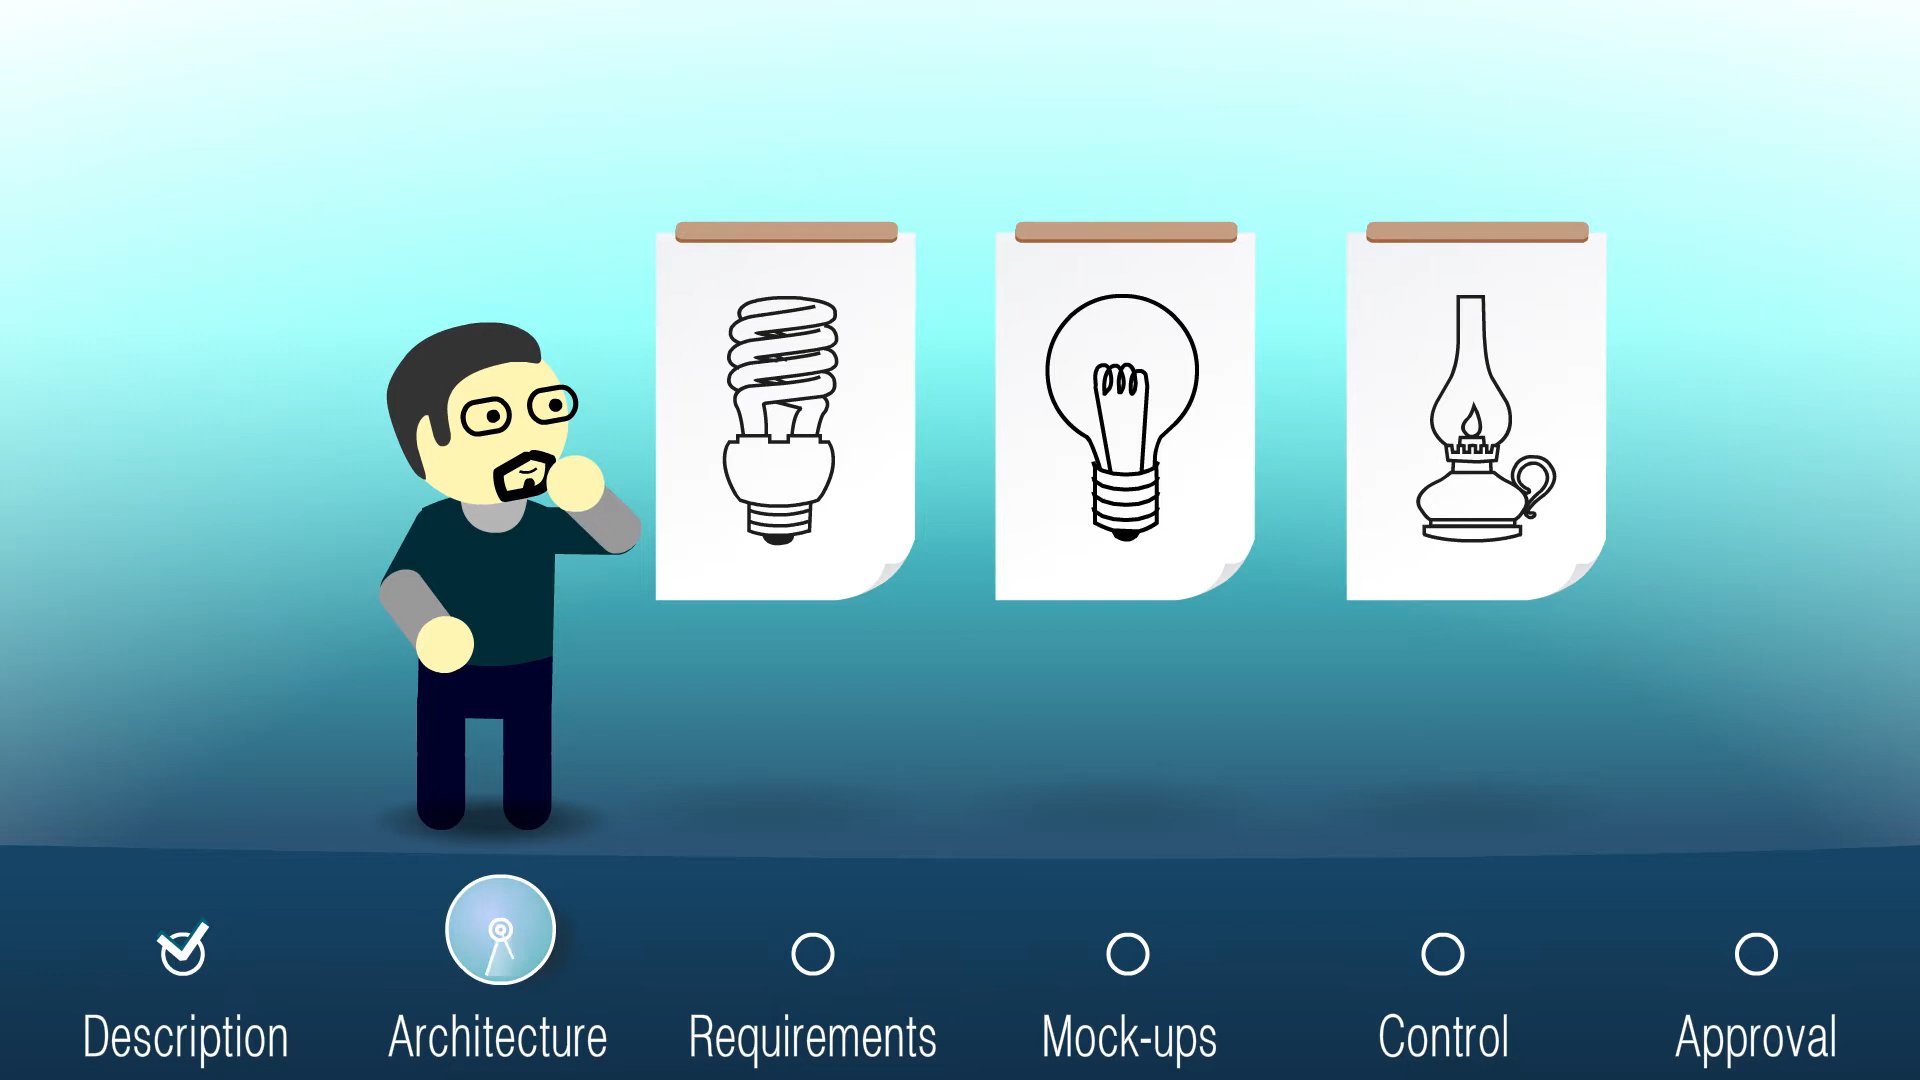 Description
Architecture
Requirements
Mock-ups
Control
Approval